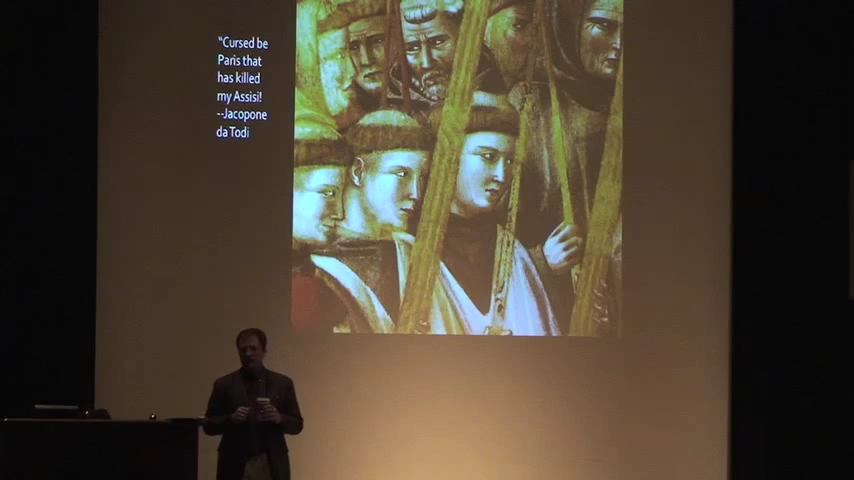 “Cursed be
Paris that
has killed
my Assisi!
--Jacopone
da Todi